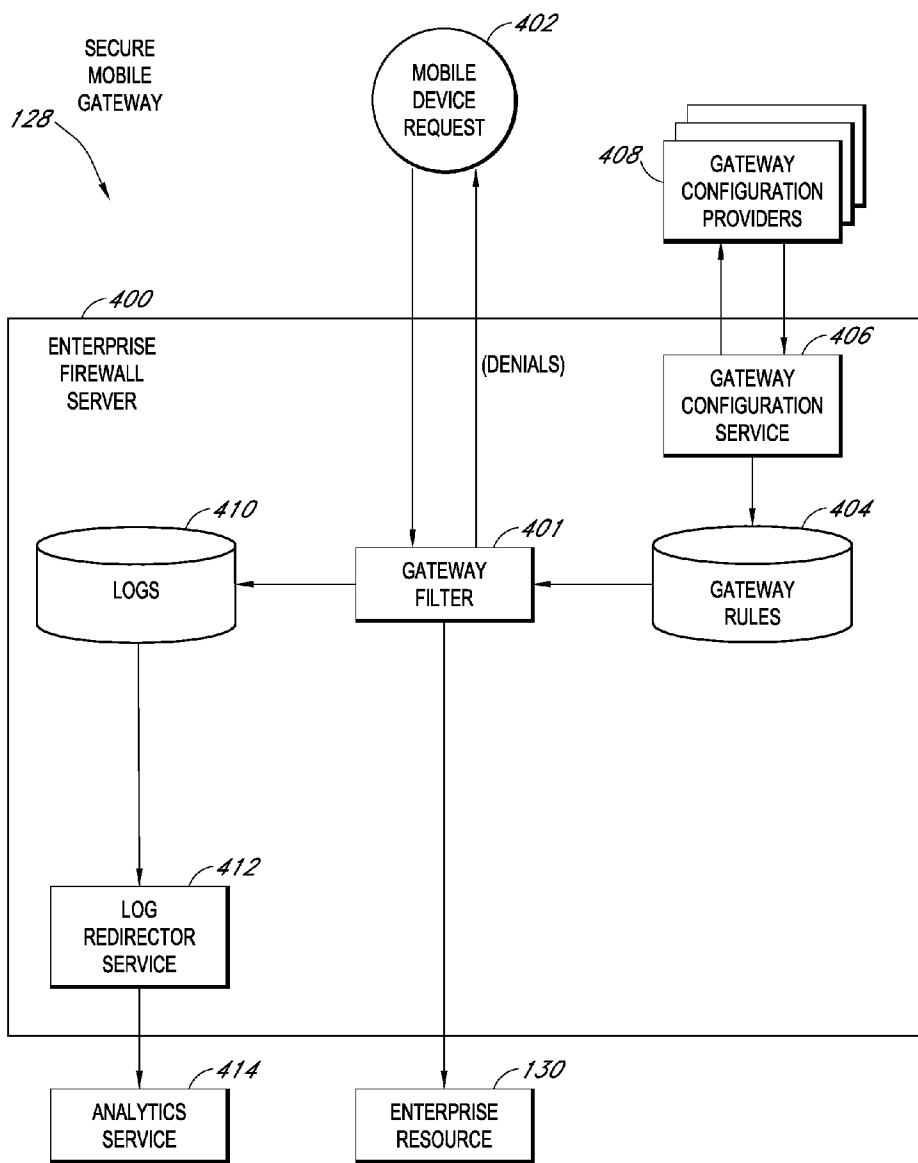 SECURE
MOBILE
GATEWAY
128
402
MOBILE
DEVICE
REQUEST
408
GATEWAY
CONFIGURATION
PROVIDERS
400
ENTERPRISE
FIREWALL
SERVER
(DENIALS)
406
GATEWAY
CONFIGURATION
SERVICE
410
LOGS
401
GATEWAY
FILTER
404
GATEWAY
RULES
412
LOG
REDIRECTOR
SERVICE
414
ANALYTICS
SERVICE
130
ENTERPRISE
RESOURCE